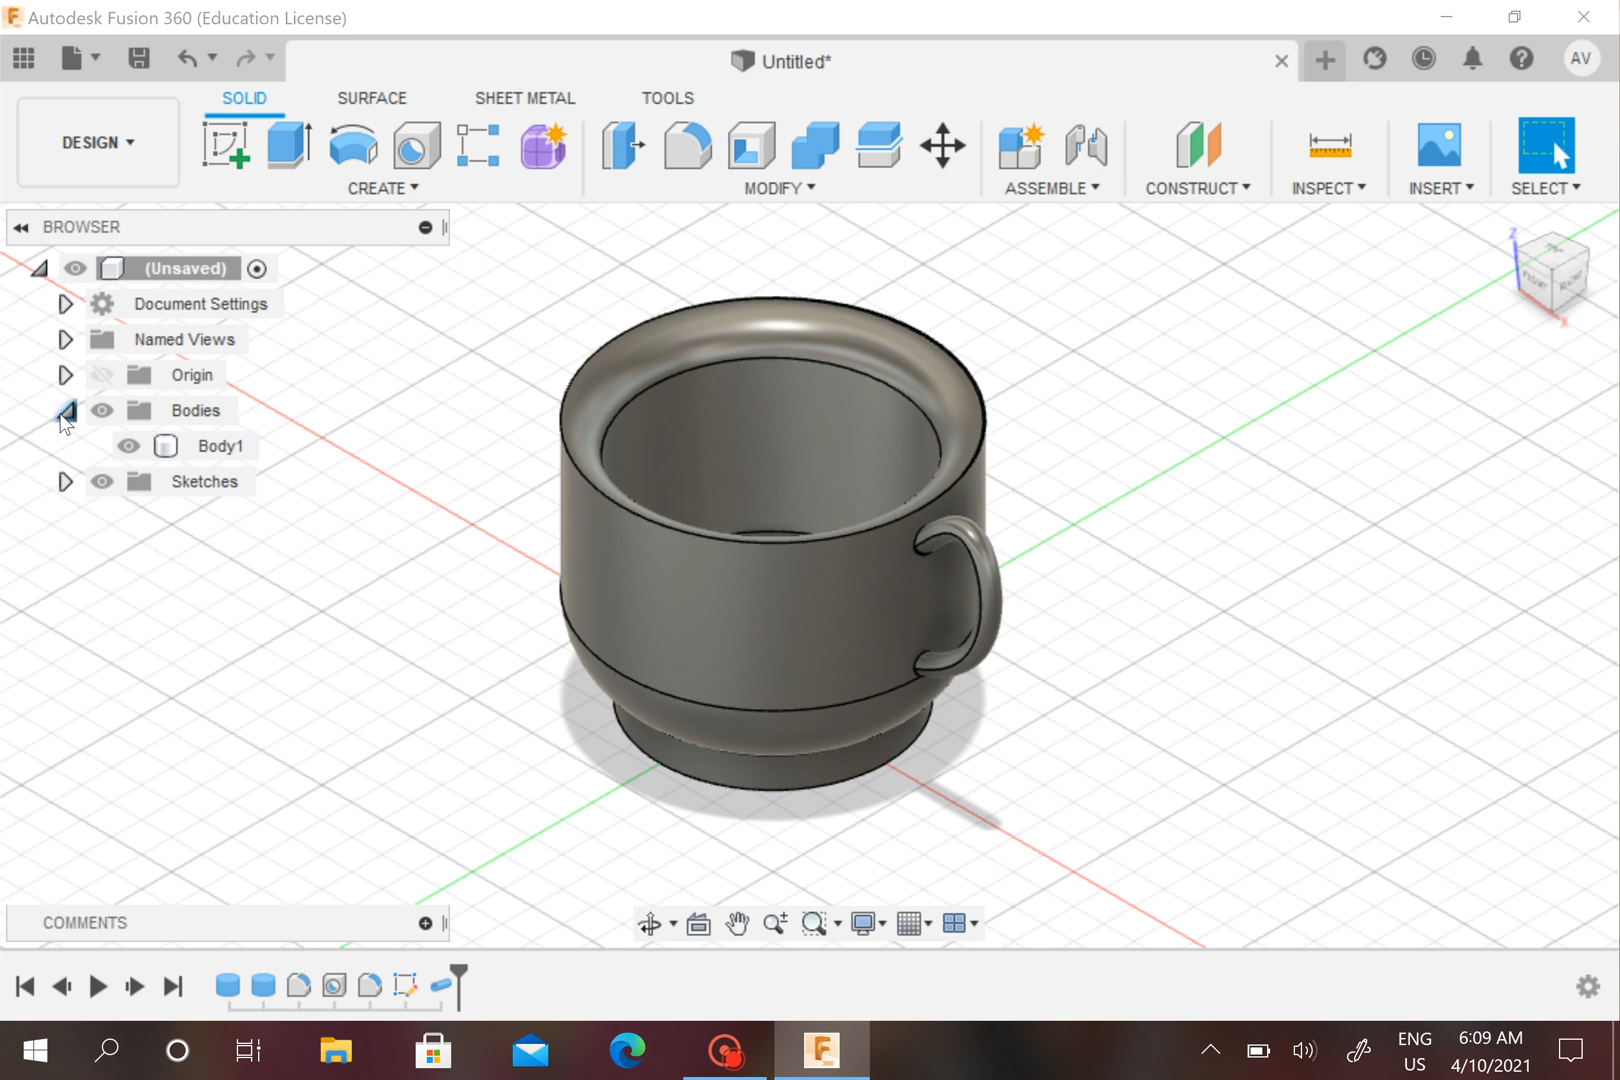 Autodesk Fusion 360 (Education License)
Untitled*
AV
DESIGN
SOLID
SURFACE
SHEET METAL
TOOLS
CREATE
MODIFY
ASSEMBLE
CONSTRUCT
INSPECT
INSERT
SELECT
BROWSER
(Unsaved)
Document Settings
Named Views
Origin
Bodies
Body1
Sketches
Z
FRONT
RIGHT
X
COMMENTS
ENG
US
6:09 AM
4/10/2021